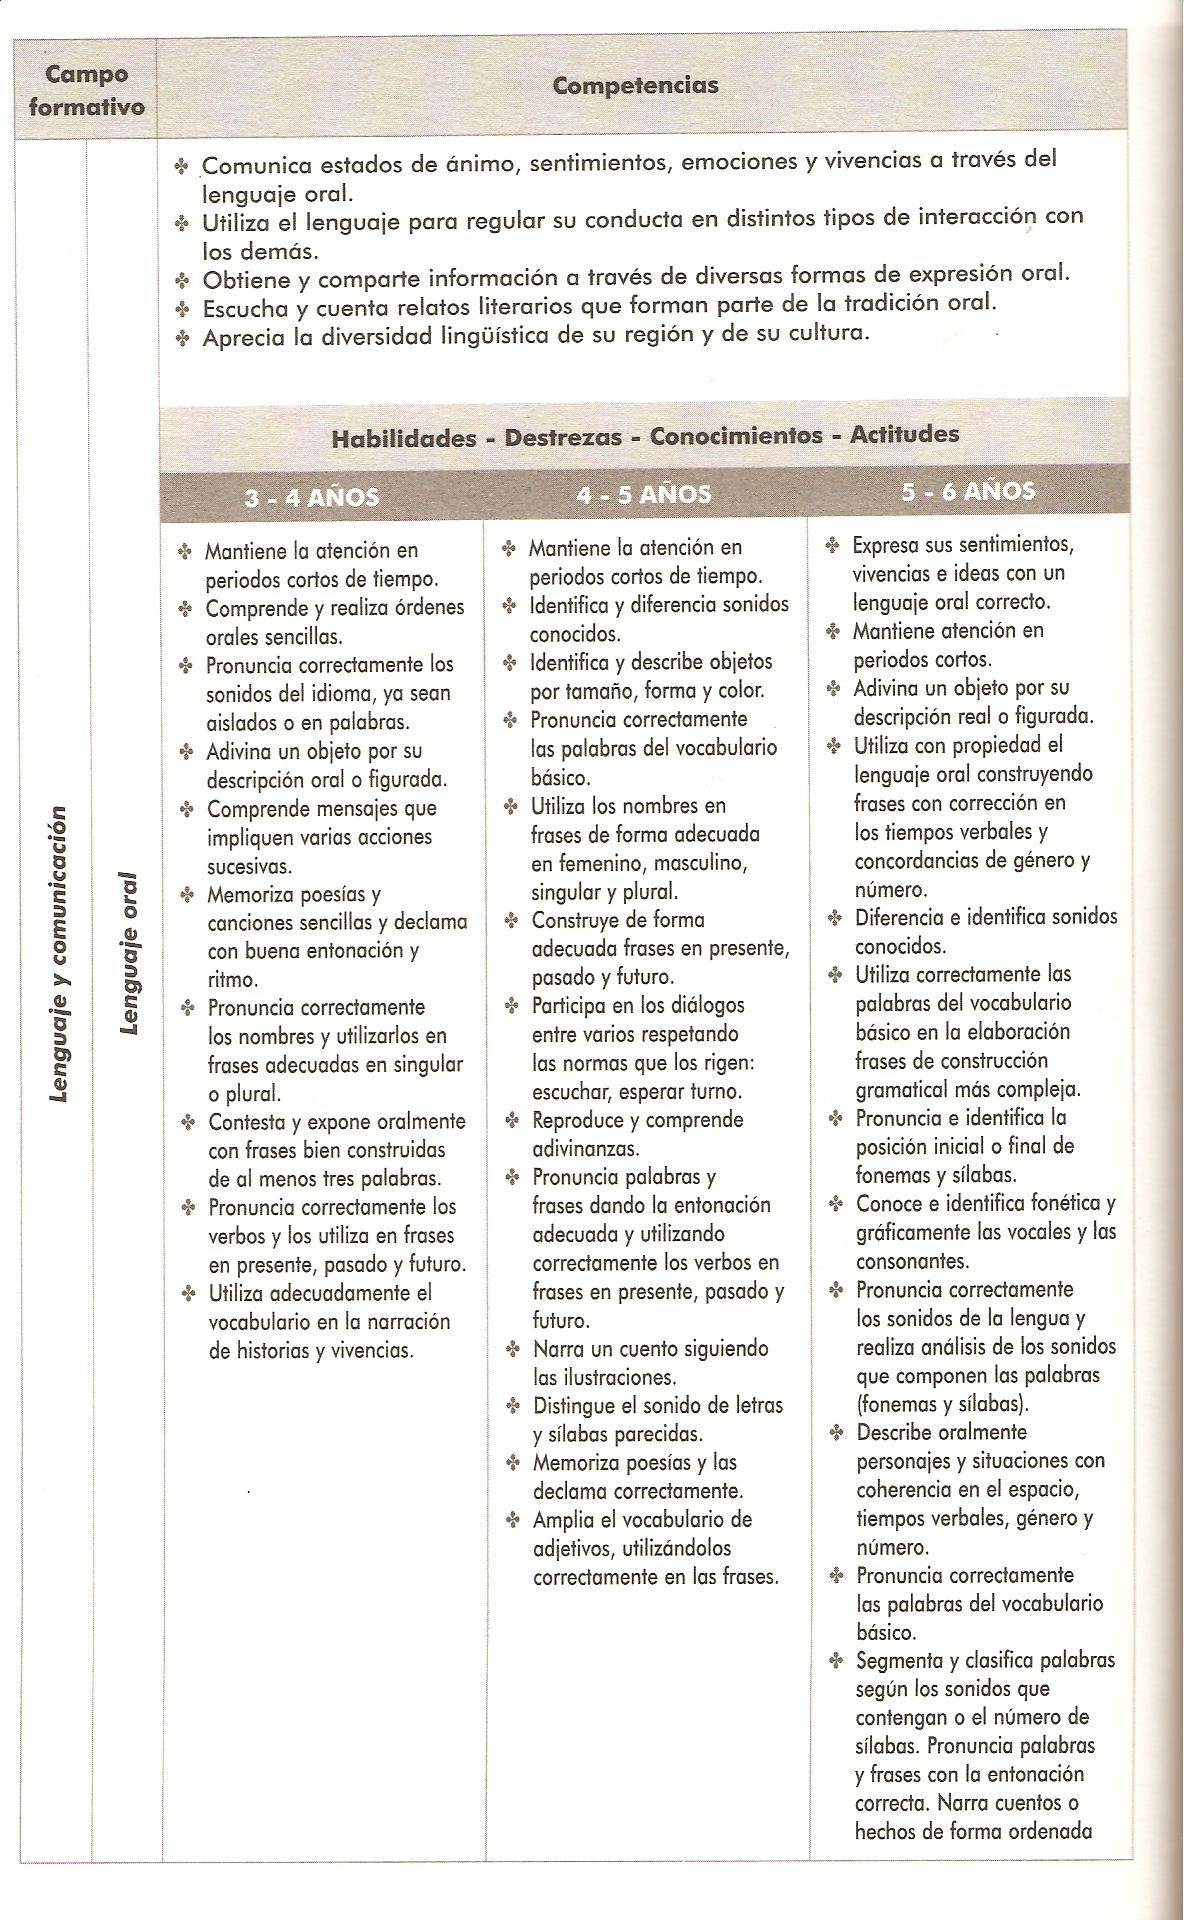 Campo
formativo
Competencias
Lenguaje y comunicación
Lenguaje oral
✤ Comunica estados de ánimo, sentimientos, emociones y vivencias a través del
lenguaje oral.
✤ Utiliza el lenguaje para regular su conducta en distintos tipos de interacción con
los demás.
✤ Obtiene y comparte información a través de diversas formas de expresión oral.
✤ Escucha y cuenta relatos literarios que forman parte de la tradición oral.
✤ Aprecia la diversidad lingüística de su región y de su cultura.
Habilidades - Destrezas - Conocimientos - Actitudes
3 - 4 AÑOS
✤ Mantiene la atención en
periodos cortos de tiempo.
✤ Comprende y realiza órdenes
orales sencillas.
✤ Pronuncia correctamente los
sonidos del idioma, ya sean
aislados o en palabras.
✤ Adivina un objeto por su
descripción oral o figurada.
✤ Comprende mensajes que
impliquen varias acciones
sucesivas.
✤ Memoriza poesías y
canciones sencillas y declama
con buena entonación y
ritmo.
✤ Pronuncia correctamente
los nombres y utilizarlos en
frases adecuadas en singular
o plural.
✤ Contesta y expone oralmente
con frases bien construidas
de al menos tres palabras.
✤ Pronuncia correctamente los
verbos y los utiliza en frases
en presente, pasado y futuro.
✤ Utiliza adecuadamente el
vocabulario en la narración
de historias y vivencias.
4 - 5 AÑOS
✤ Mantiene la atención en
periodos cortos de tiempo.
✤ Identifica y diferencia sonidos
conocidos.
✤ Identifica y describe objetos
por tamaño, forma y color.
✤ Pronuncia correctamente
las palabras del vocabulario
básico.
✤ Utiliza los nombres en
frases de forma adecuada
en femenino, masculino,
singular y plural.
✤ Construye de forma
adecuada frases en presente,
pasado y futuro.
✤ Participa en los diálogos
entre varios respetando
las normas que los rigen:
escuchar, esperar turno.
✤ Reproduce y comprende
adivinanzas.
✤ Pronuncia palabras y
frases dando la entonación
adecuada y utilizando
correctamente los verbos en
frases en presente, pasado y
futuro.
✤ Narra un cuento siguiendo
las ilustraciones.
✤ Distingue el sonido de letras
y sílabas parecidas.
✤ Memoriza poesías y las
declama correctamente.
✤ Amplia el vocabulario de
adjetivos, utilizándolos
correctamente en las frases.
5 - 6 AÑOS
✤ Expresa sus sentimientos,
vivencias e ideas con un
lenguaje oral correcto.
✤ Mantiene atención en
periodos cortos.
✤ Adivina un objeto por su
descripción real o figurada.
✤ Utiliza con propiedad el
lenguaje oral construyendo
frases con corrección en
los tiempos verbales y
concordancias de género y
número.
✤ Diferencia e identifica sonidos
conocidos.
✤ Utiliza correctamente las
palabras del vocabulario
básico en la elaboración
frases de construcción
gramatical más compleja.
✤ Pronuncia e identifica la
posición inicial o final de
fonemas y sílabas.
✤ Conoce e identifica fonética y
gráficamente las vocales y las
consonantes.
✤ Pronuncia correctamente
los sonidos de la lengua y
realiza análisis de los sonidos
que componen las palabras
(fonemas y sílabas).
✤ Describe oralmente
personajes y situaciones con
coherencia en el espacio,
tiempos verbales, género y
número.
✤ Pronuncia correctamente
las palabras del vocabulario
básico.
✤ Segmenta y clasifica palabras
según los sonidos que
contengan o el número de
sílabas. Pronuncia palabras
y frases con la entonación
correcta. Narra cuentos o
hechos de forma ordenada